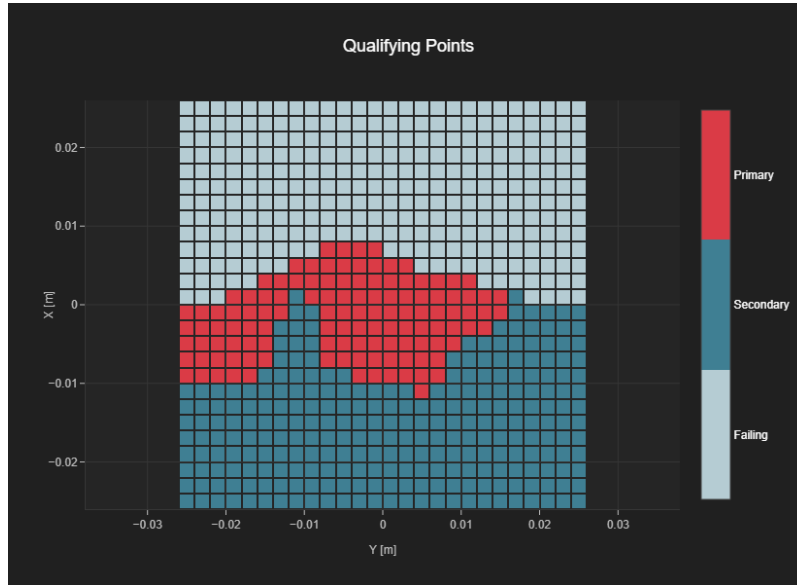 Qualifying Points
0.02
0.01
0
−0.01
−0.02
X [m]
−0.03 −0.02 −0.01 0 0.01 0.02 0.03
Y [m]
Primary
Secondary
Failing